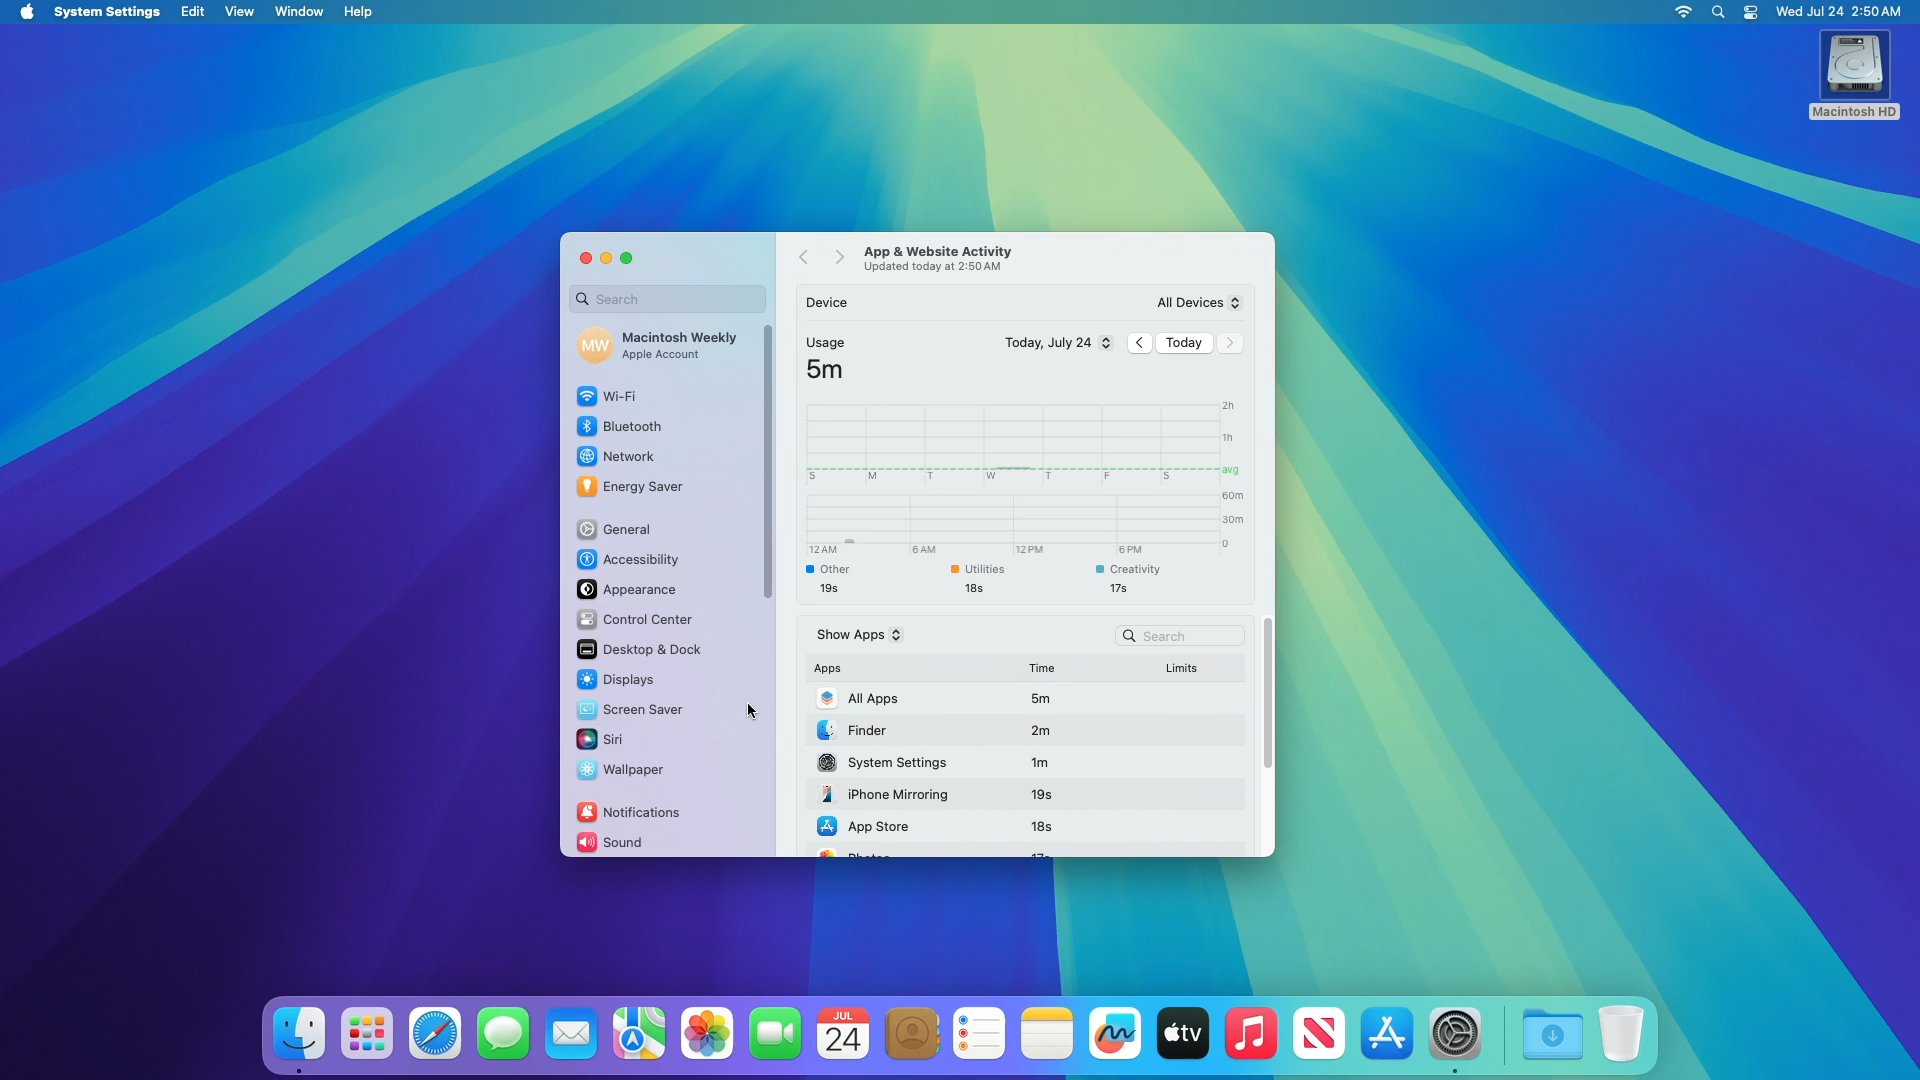 System Settings Edit View Window Help
Wed Jul 24 2:50 AM
Macintosh HD
App & Website Activity
Updated today at 2:50 AM
Search
Macintosh Weekly
MW
Apple Account
Wi-Fi
Bluetooth
Network
Energy Saver
General
Accessibility
Appearance
Control Center
Desktop & Dock
Displays
Screen Saver
Siri
Wallpaper
Notifications
Sound
Device All Devices
Usage Today, July 24 Today
5m
2h
1h
avg
S M T W T F S
60m
30m
0
12 AM 6 AM 12 PM 6 PM
Other Utilities Creativity
19s 18s 17s
Show Apps Search
Apps Time Limits
All Apps 5m
Finder 2m
System Settings 1m
iPhone Mirroring 19s
App Store 18s
Photos 17s
JUL
24
tv